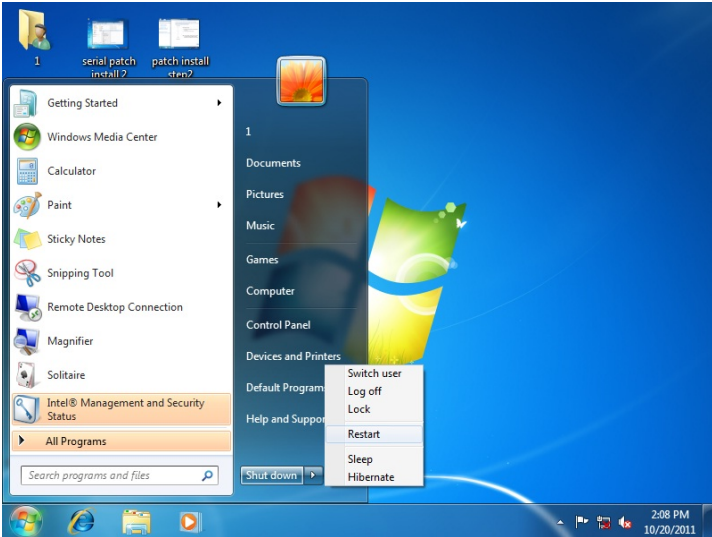 1
serial patch
install 2
patch install
step2
Getting Started
Windows Media Center
Calculator
Paint
Sticky Notes
Snipping Tool
Remote Desktop Connection
Magnifier
Solitaire
Intel® Management and Security
Status
All Programs
Search programs and files
1
Documents
Pictures
Music
Games
Computer
Control Panel
Devices and Printers
Default Program
Help and Suppor
Shut down
Switch user
Log off
Lock
Restart
Sleep
Hibernate
2:08 PM
10/20/2011